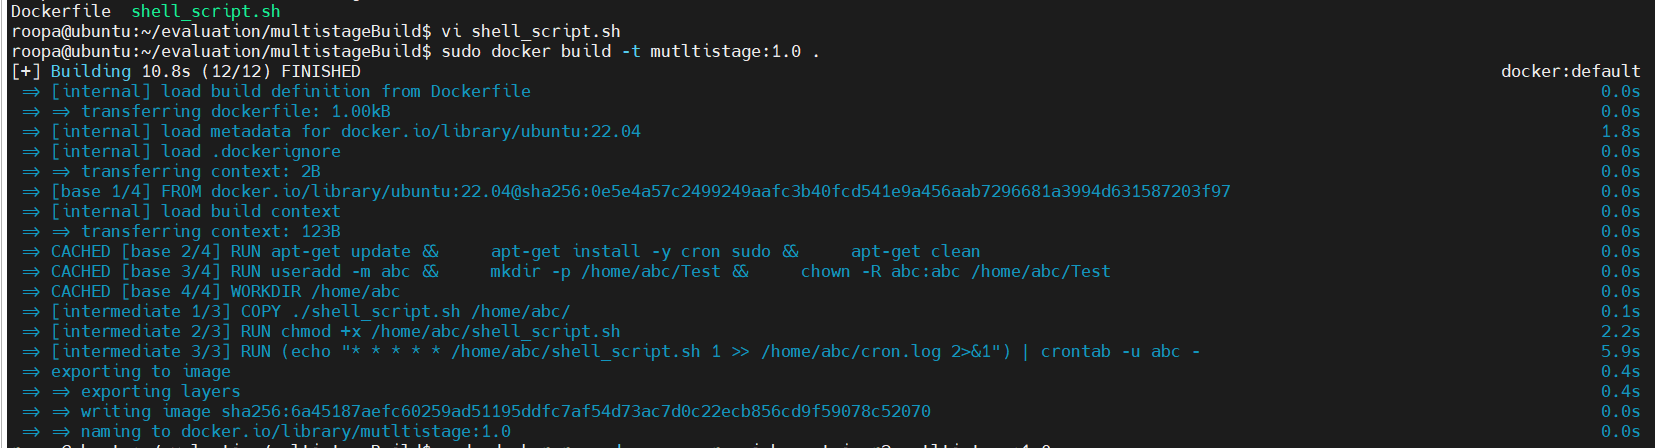 Dockerfile  shell_script.sh
roopa@ubuntu:~/evaluation/multistageBuild$ vi shell_script.sh
roopa@ubuntu:~/evaluation/multistageBuild$ sudo docker build -t mutltistage:1.0 .
[+] Building 10.8s (12/12) FINISHED docker:default
=> [internal] load build definition from Dockerfile 0.0s
=> => transferring dockerfile: 1.00kB 0.0s
=> [internal] load metadata for docker.io/library/ubuntu:22.04 1.8s
=> [internal] load .dockerignore 0.0s
=> => transferring context: 2B 0.0s
=> [base 1/4] FROM docker.io/library/ubuntu:22.04@sha256:0e5e4a57c2499249aafc3b40fcd541e9a456aab7296681a3994d631587203f97 0.0s
=> [internal] load build context 0.0s
=> => transferring context: 123B 0.0s
=> CACHED [base 2/4] RUN apt-get update &&     apt-get install -y cron sudo &&     apt-get clean 0.0s
=> CACHED [base 3/4] RUN useradd -m abc &&     mkdir -p /home/abc/Test &&     chown -R abc:abc /home/abc/Test 0.0s
=> CACHED [base 4/4] WORKDIR /home/abc 0.0s
=> [intermediate 1/3] COPY ./shell_script.sh /home/abc/ 0.1s
=> [intermediate 2/3] RUN chmod +x /home/abc/shell_script.sh 2.2s
=> [intermediate 3/3] RUN (echo "* * * * * /home/abc/shell_script.sh 1 >> /home/abc/cron.log 2>&1") | crontab -u abc - 5.9s
=> exporting to image 0.4s
=> => exporting layers 0.4s
=> => writing image sha256:6a45187aefc60259ad51195ddfc7af54d73ac7d0c22ecb856cd9f59078c52070 0.0s
=> => naming to docker.io/library/mutltistage:1.0 0.0s